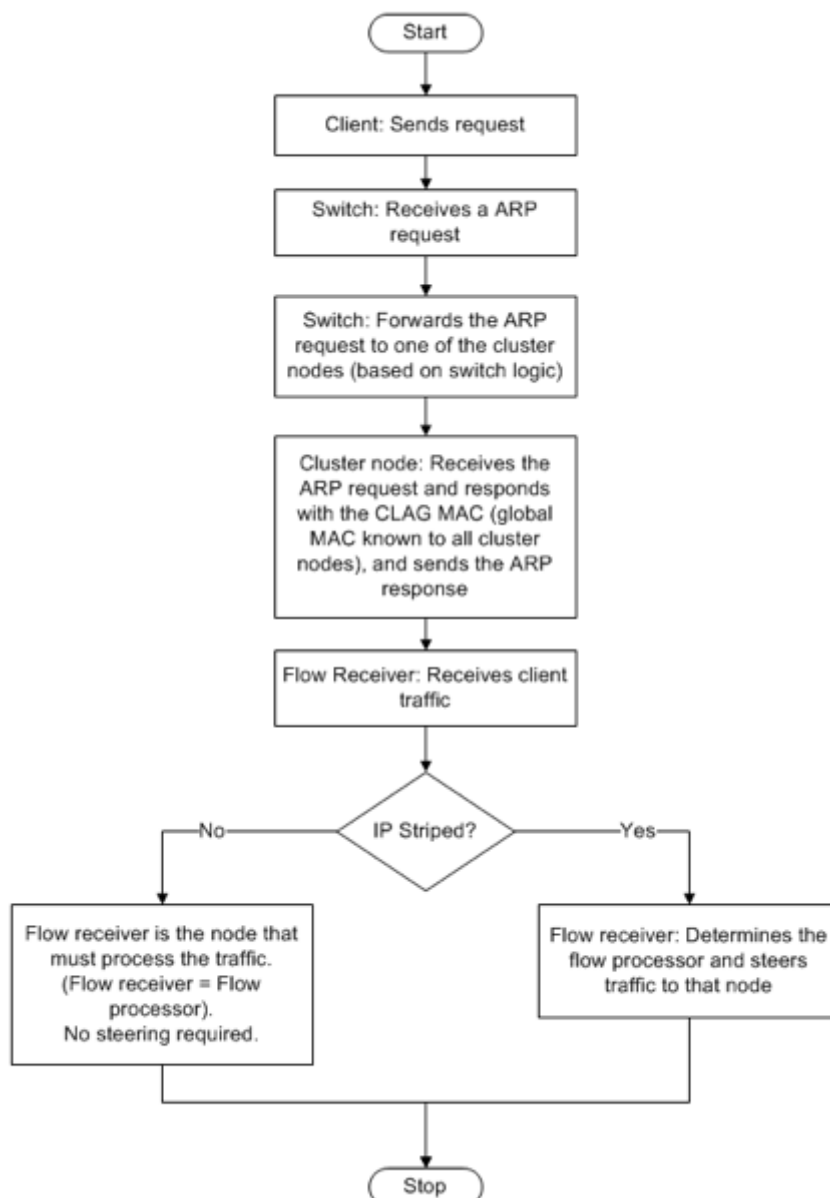 Start
Client: Sends request
Switch: Receives a ARP
request
Switch: Forwards the ARP
request to one of the cluster
nodes (based on switch logic)
Cluster node: Receives the
ARP request and responds
with the CLAG MAC (global
MAC known to all cluster
nodes), and sends the ARP
response
Flow Receiver: Receives client
traffic
IP Striped?
No
Yes
Flow receiver is the node that
must process the traffic.
(Flow receiver = Flow
processor).
No steering required.
Flow receiver: Determines the
flow processor and steers
traffic to that node
Stop